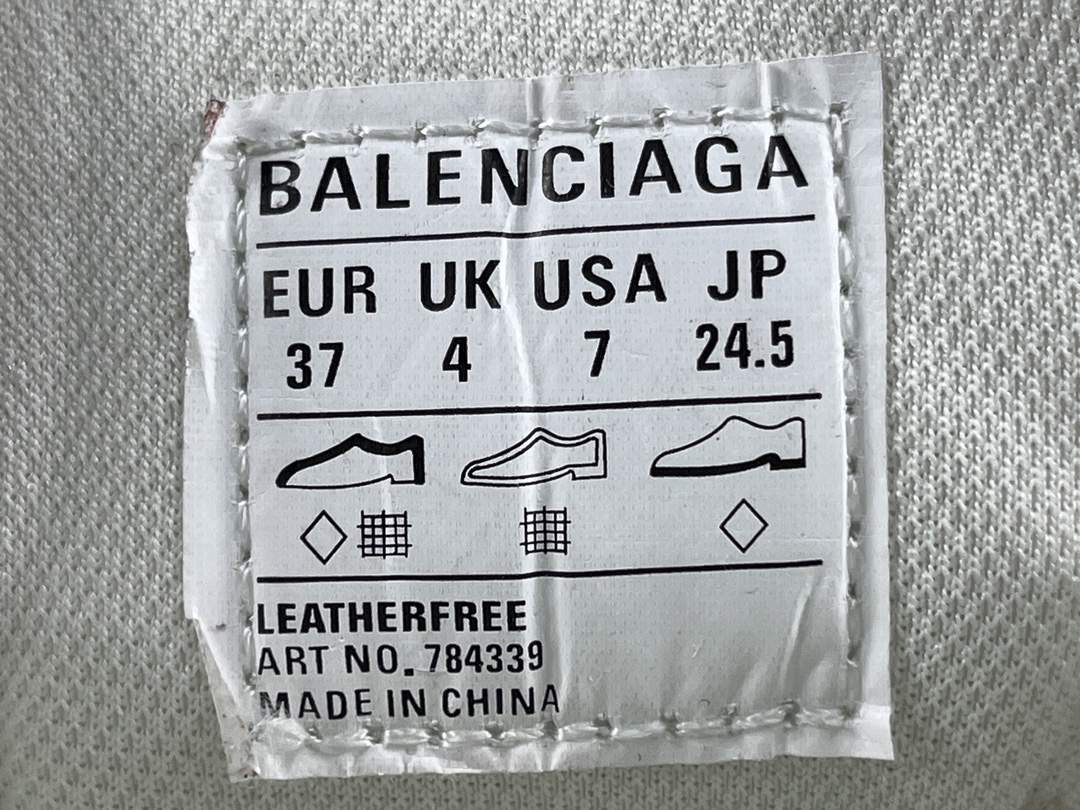 BALENCIAGA
EUR UK USA JP
37 4 7 24.5
LEATHERFREE
ART NO. 784339
MADE IN CHINA